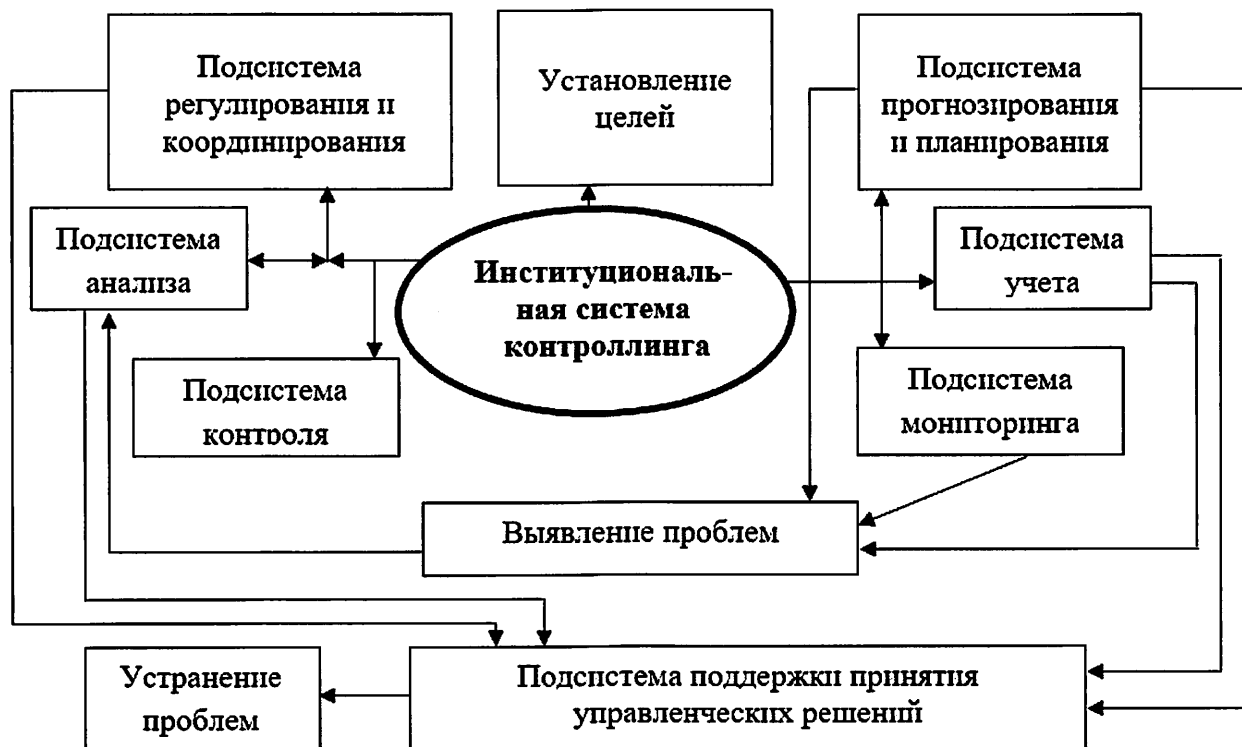 Подсистема
регулирования и
координирования
Установление
целей
Подсистема
прогнозирования
и планирования
Подсистема
анализа
Институциональ-
ная система
контроллинга
Подсистема
учета
Подсистема
контроля
Подсистема
мониторинга
Выявление проблем
Устранение
проблем
Подсистема поддержки принятия
управленческих решений